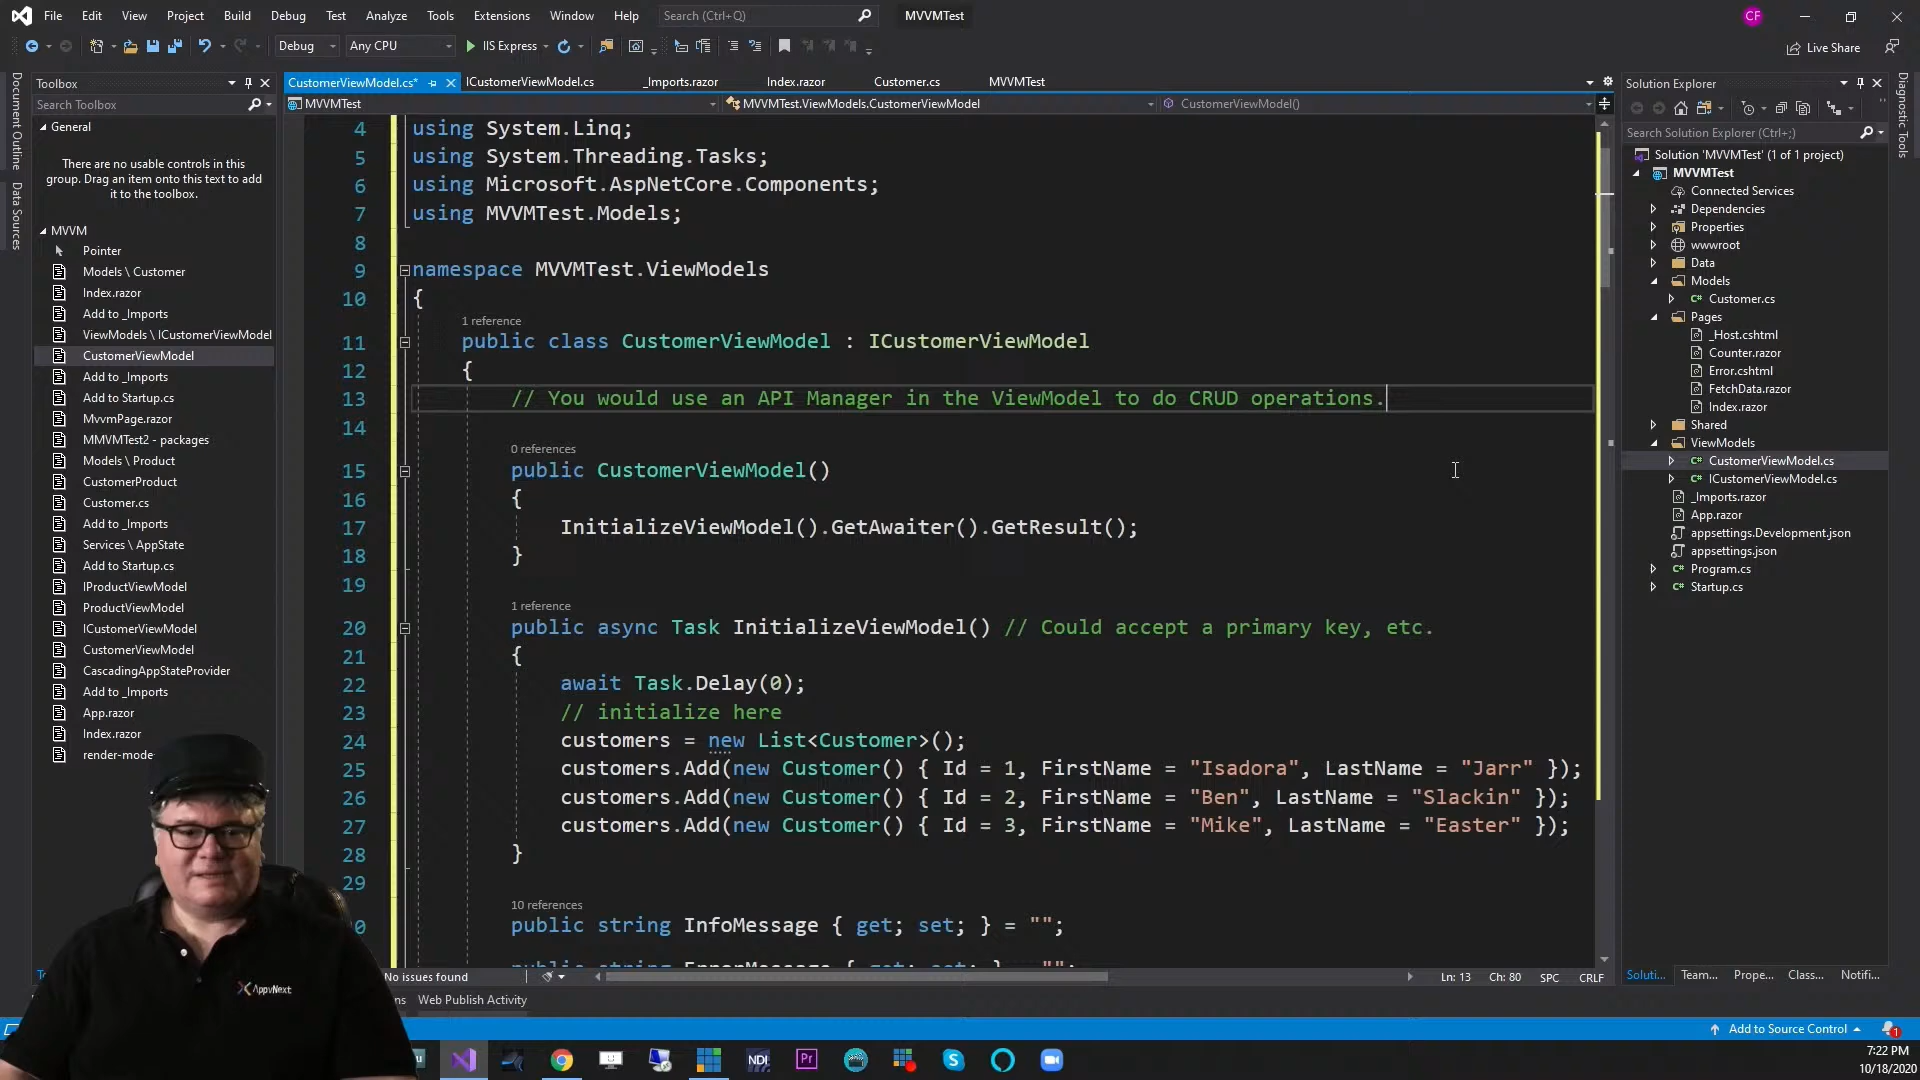 File Edit View Project Build Debug Test Analyze Tools Extensions Window Help Search (Ctrl+Q) MVVMTest CF
Debug Any CPU IIS Express Live Share
Document Outline
Data Sources
Toolbox
Search Toolbox
General
There are no usable controls in this
group. Drag an item onto this text to add
it to the toolbox.
MVVM
Pointer
Models \ Customer
Index.razor
Add to _Imports
ViewModels \ ICustomerViewModel
CustomerViewModel
Add to _Imports
Add to Startup.cs
MvvmPage.razor
MMVMTest2 - packages
Models \ Product
CustomerProduct
Customer.cs
Add to _Imports
Services \ AppState
Add to Startup.cs
IProductViewModel
ProductViewModel
ICustomerViewModel
CustomerViewModel
CascadingAppStateProvider
Add to _Imports
App.razor
Index.razor
render-mode
CustomerViewModel.cs* ICustomerViewModel.cs _Imports.razor Index.razor Customer.cs MVVMTest
MVVMTest MVVMTest.ViewModels.CustomerViewModel CustomerViewModel()
4 using System.Linq;
5 using System.Threading.Tasks;
6 using Microsoft.AspNetCore.Components;
7 using MVVMTest.Models;
8
9 namespace MVVMTest.ViewModels
10 {
1 reference
11 public class CustomerViewModel : ICustomerViewModel
12 {
13 // You would use an API Manager in the ViewModel to do CRUD operations.
14
0 references
15 public CustomerViewModel()
16 {
17 InitializeViewModel().GetAwaiter().GetResult();
18 }
19
1 reference
20 public async Task InitializeViewModel() // Could accept a primary key, etc.
21 {
22 await Task.Delay(0);
23 // initialize here
24 customers = new List<Customer>();
25 customers.Add(new Customer() { Id = 1, FirstName = "Isadora", LastName = "Jarr" });
26 customers.Add(new Customer() { Id = 2, FirstName = "Ben", LastName = "Slackin" });
27 customers.Add(new Customer() { Id = 3, FirstName = "Mike", LastName = "Easter" });
28 }
29
10 references
public string InfoMessage { get; set; } = "";
public string ErrorMessage { get; set; } = "";
No issues found Ln: 13 Ch: 80 SPC CRLF
Web Publish Activity
Solution Explorer
Search Solution Explorer (Ctrl+;)
Solution 'MVVMTest' (1 of 1 project)
MVVMTest
Connected Services
Dependencies
Properties
wwwroot
Data
Models
Customer.cs
Pages
_Host.cshtml
Counter.razor
Error.cshtml
FetchData.razor
Index.razor
Shared
ViewModels
CustomerViewModel.cs
ICustomerViewModel.cs
_Imports.razor
App.razor
appsettings.Development.json
appsettings.json
Program.cs
Startup.cs
Soluti... Team... Prope... Class... Notifi...
Diagnostic Tools
Add to Source Control 1
AppvNext
NDI Pr
7:22 PM
10/18/2020